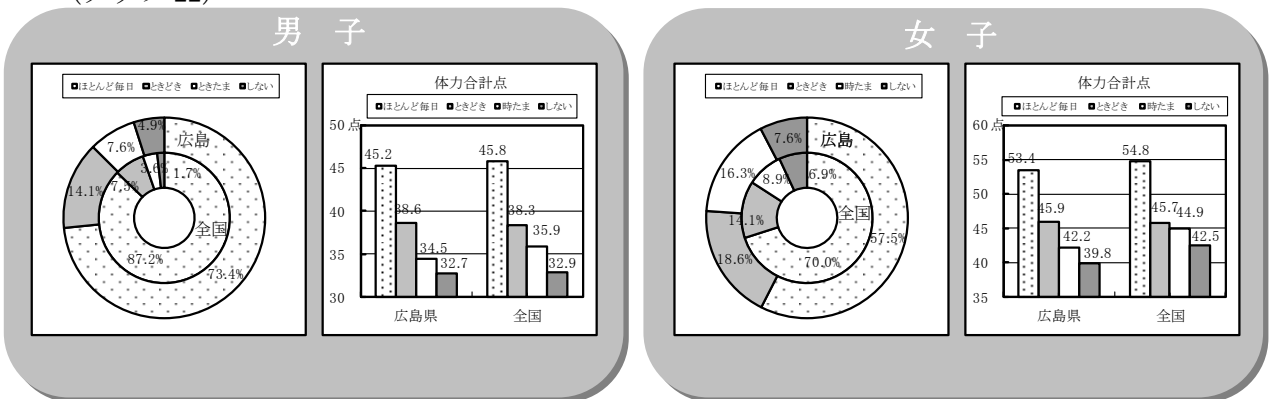 男 子
■ほとんど毎日 ■ときどき ■ときたま ■しない
4.9%
広島
7.6%
3.6%
1.7%
14.1%
7.5%
全国
87.2%
73.4%
体力合計点
■ほとんど毎日 ■ときどき ■時たま ■しない
50 点
45
40
35
30
45.2
38.6
34.5
32.7
45.8
38.3
35.9
32.9
広島県
全国
女 子
■ほとんど毎日 ■ときどき ■時たま ■しない
7.6%
広島
16.3%
8.9%
6.9%
14.1%
全国
57.5%
18.6%
70.0%
体力合計点
■ほとんど毎日 ■ときどき ■時たま ■しない
60 点
55
50
45
40
35
53.4
45.9
42.2
39.8
54.8
45.7
44.9
42.5
広島県
全国